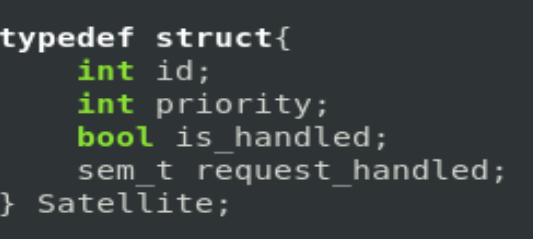 typedef struct{
    int id;
    int priority;
    bool is_handled;
    sem_t request_handled;
} Satellite;